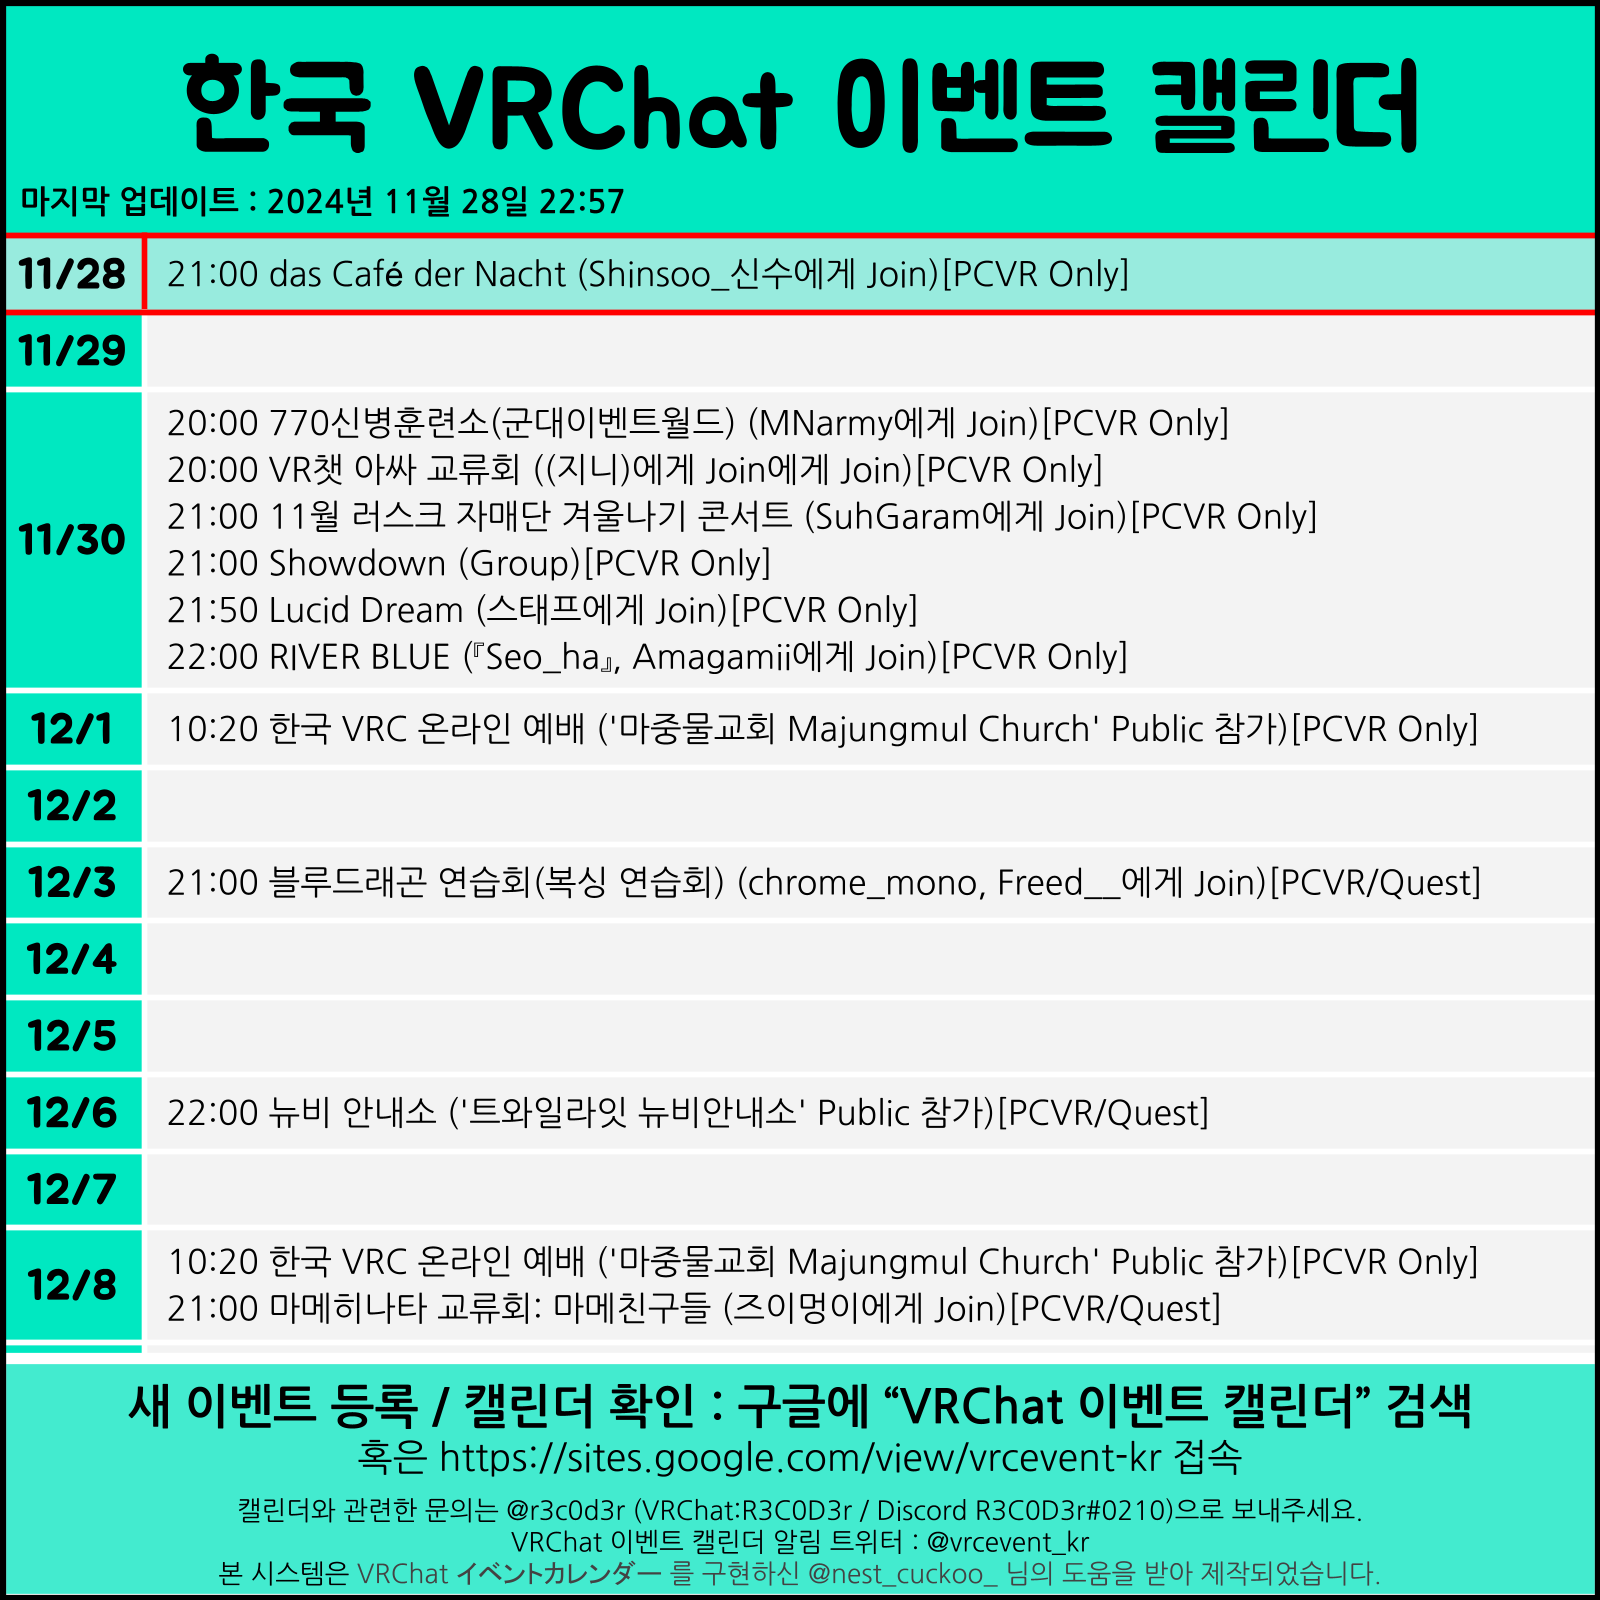 한국 VRChat 이벤트 캘린더
마지막 업데이트 : 2024년 11월 28일 22:57
11/28
21:00 das Café der Nacht (Shinsoo_신수에게 Join)[PCVR Only]
11/29
11/30
20:00 770신병훈련소(군대이벤트월드) (MNarmy에게 Join)[PCVR Only]
20:00 VR챗 아싸 교류회 ((지니)에게 Join에게 Join)[PCVR Only]
21:00 11월 러스크 자매단 겨울나기 콘서트 (SuhGaram에게 Join)[PCVR Only]
21:00 Showdown (Group)[PCVR Only]
21:50 Lucid Dream (스태프에게 Join)[PCVR Only]
22:00 RIVER BLUE (『Seo_ha』, Amagamii에게 Join)[PCVR Only]
12/1
10:20 한국 VRC 온라인 예배 ('마중물교회 Majungmul Church' Public 참가)[PCVR Only]
12/2
12/3
21:00 블루드래곤 연습회(복싱 연습회) (chrome_mono, Freed__에게 Join)[PCVR/Quest]
12/4
12/5
12/6
22:00 뉴비 안내소 ('트와일라잇 뉴비안내소' Public 참가)[PCVR/Quest]
12/7
12/8
10:20 한국 VRC 온라인 예배 ('마중물교회 Majungmul Church' Public 참가)[PCVR Only]
21:00 마메히나타 교류회: 마메친구들 (즈이멍이에게 Join)[PCVR/Quest]
새 이벤트 등록 / 캘린더 확인 : 구글에 “VRChat 이벤트 캘린더” 검색
혹은 https://sites.google.com/view/vrcevent-kr 접속
캘린더와 관련한 문의는 @r3c0d3r (VRChat:R3C0D3r / Discord R3C0D3r#0210)으로 보내주세요.
VRChat 이벤트 캘린더 알림 트위터 : @vrcevent_kr
본 시스템은 VRChat イベントカレンダー 를 구현하신 @nest_cuckoo_ 님의 도움을 받아 제작되었습니다.